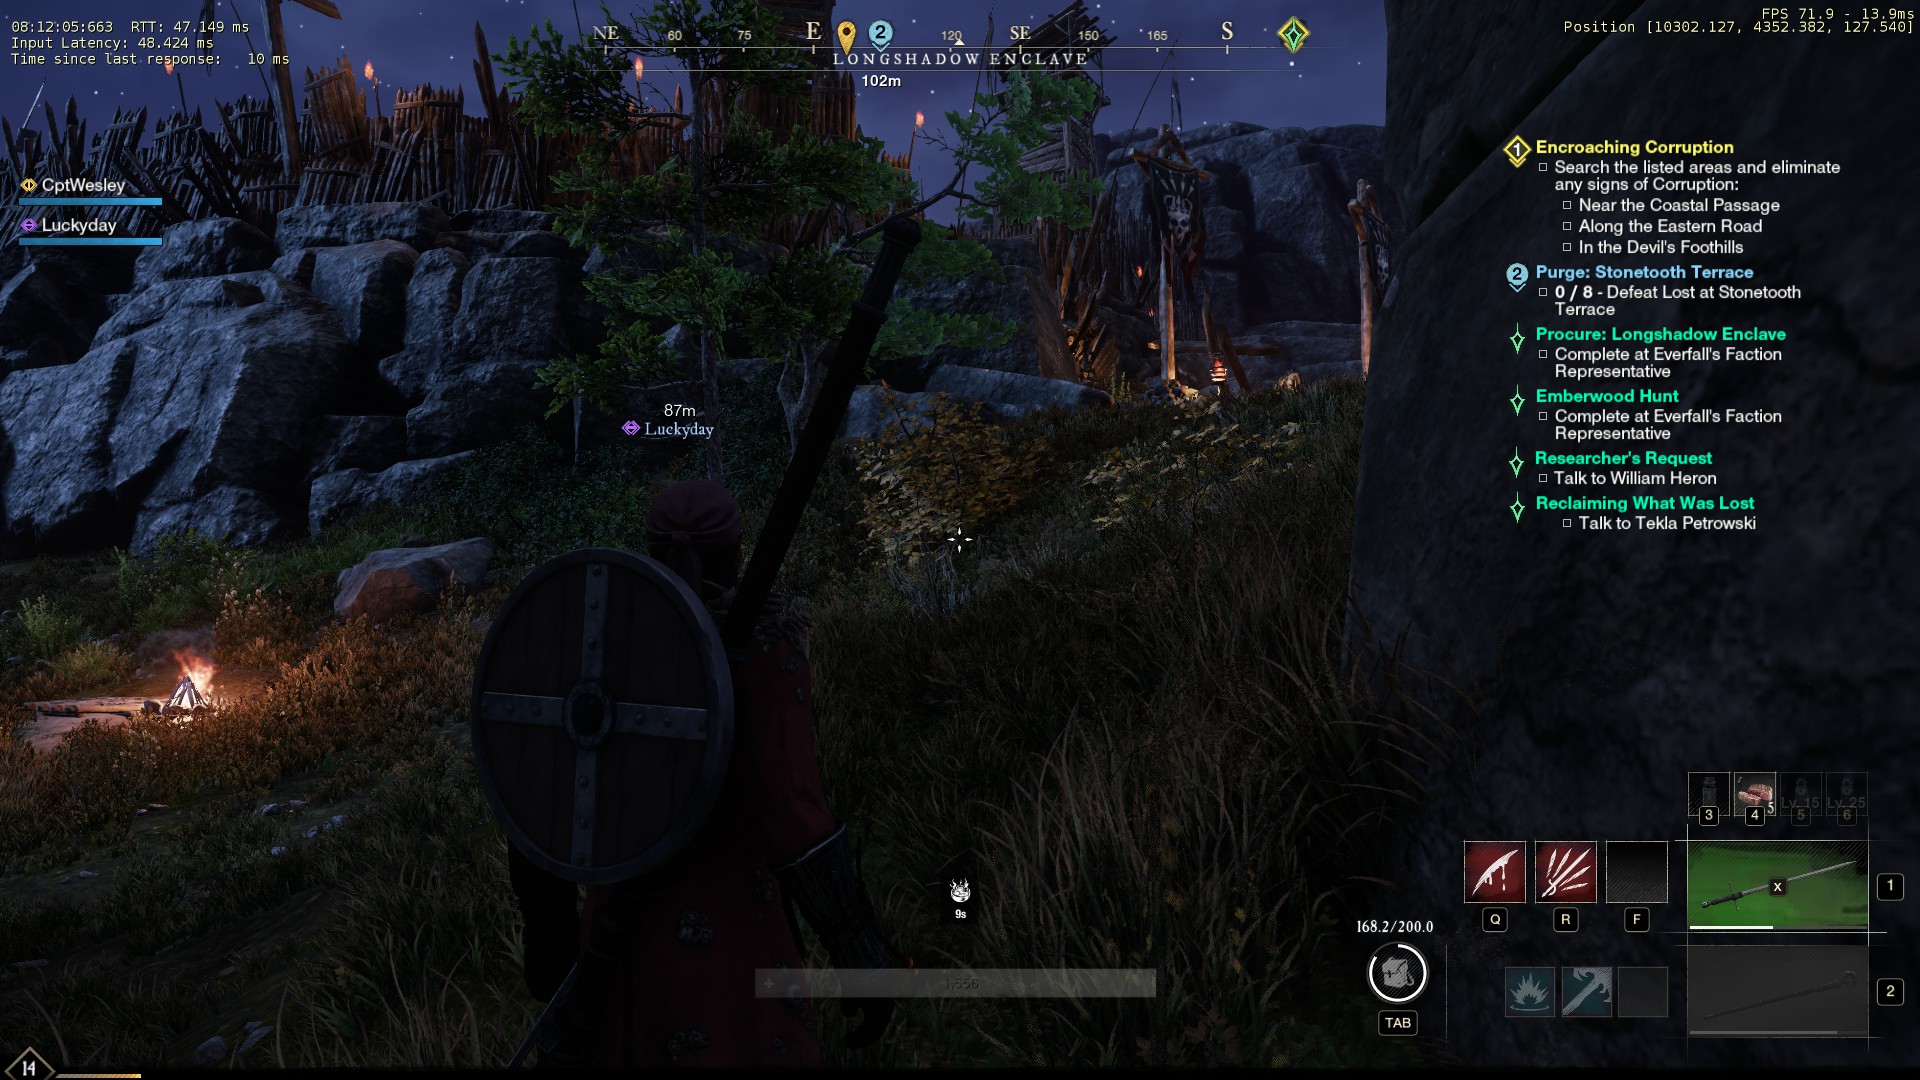 08:12:05:663 RTT: 47.149 ms
Input Latency: 48.424 ms
Time since last response: 10 ms
NE 60 75 E 2 120 SE 150 165 S
LONGSHADOW ENCLAVE
102m
FPS 71.9 - 13.9ms
Position [10302.127, 4352.382, 127.540]
CptWesley
Luckyday
87m
Luckyday
1 Encroaching Corruption
Search the listed areas and eliminate
any signs of Corruption:
Near the Coastal Passage
Along the Eastern Road
In the Devil's Foothills
2 Purge: Stonetooth Terrace
0 / 8 - Defeat Lost at Stonetooth
Terrace
Procure: Longshadow Enclave
Complete at Everfall's Faction
Representative
Emberwood Hunt
Complete at Everfall's Faction
Representative
Researcher's Request
Talk to William Heron
Reclaiming What Was Lost
Talk to Tekla Petrowski
5 Lv. 15 Lv. 25
3 4 5 6
X 1
Q R F
9s
168.2/200.0
1,556
2
TAB
14